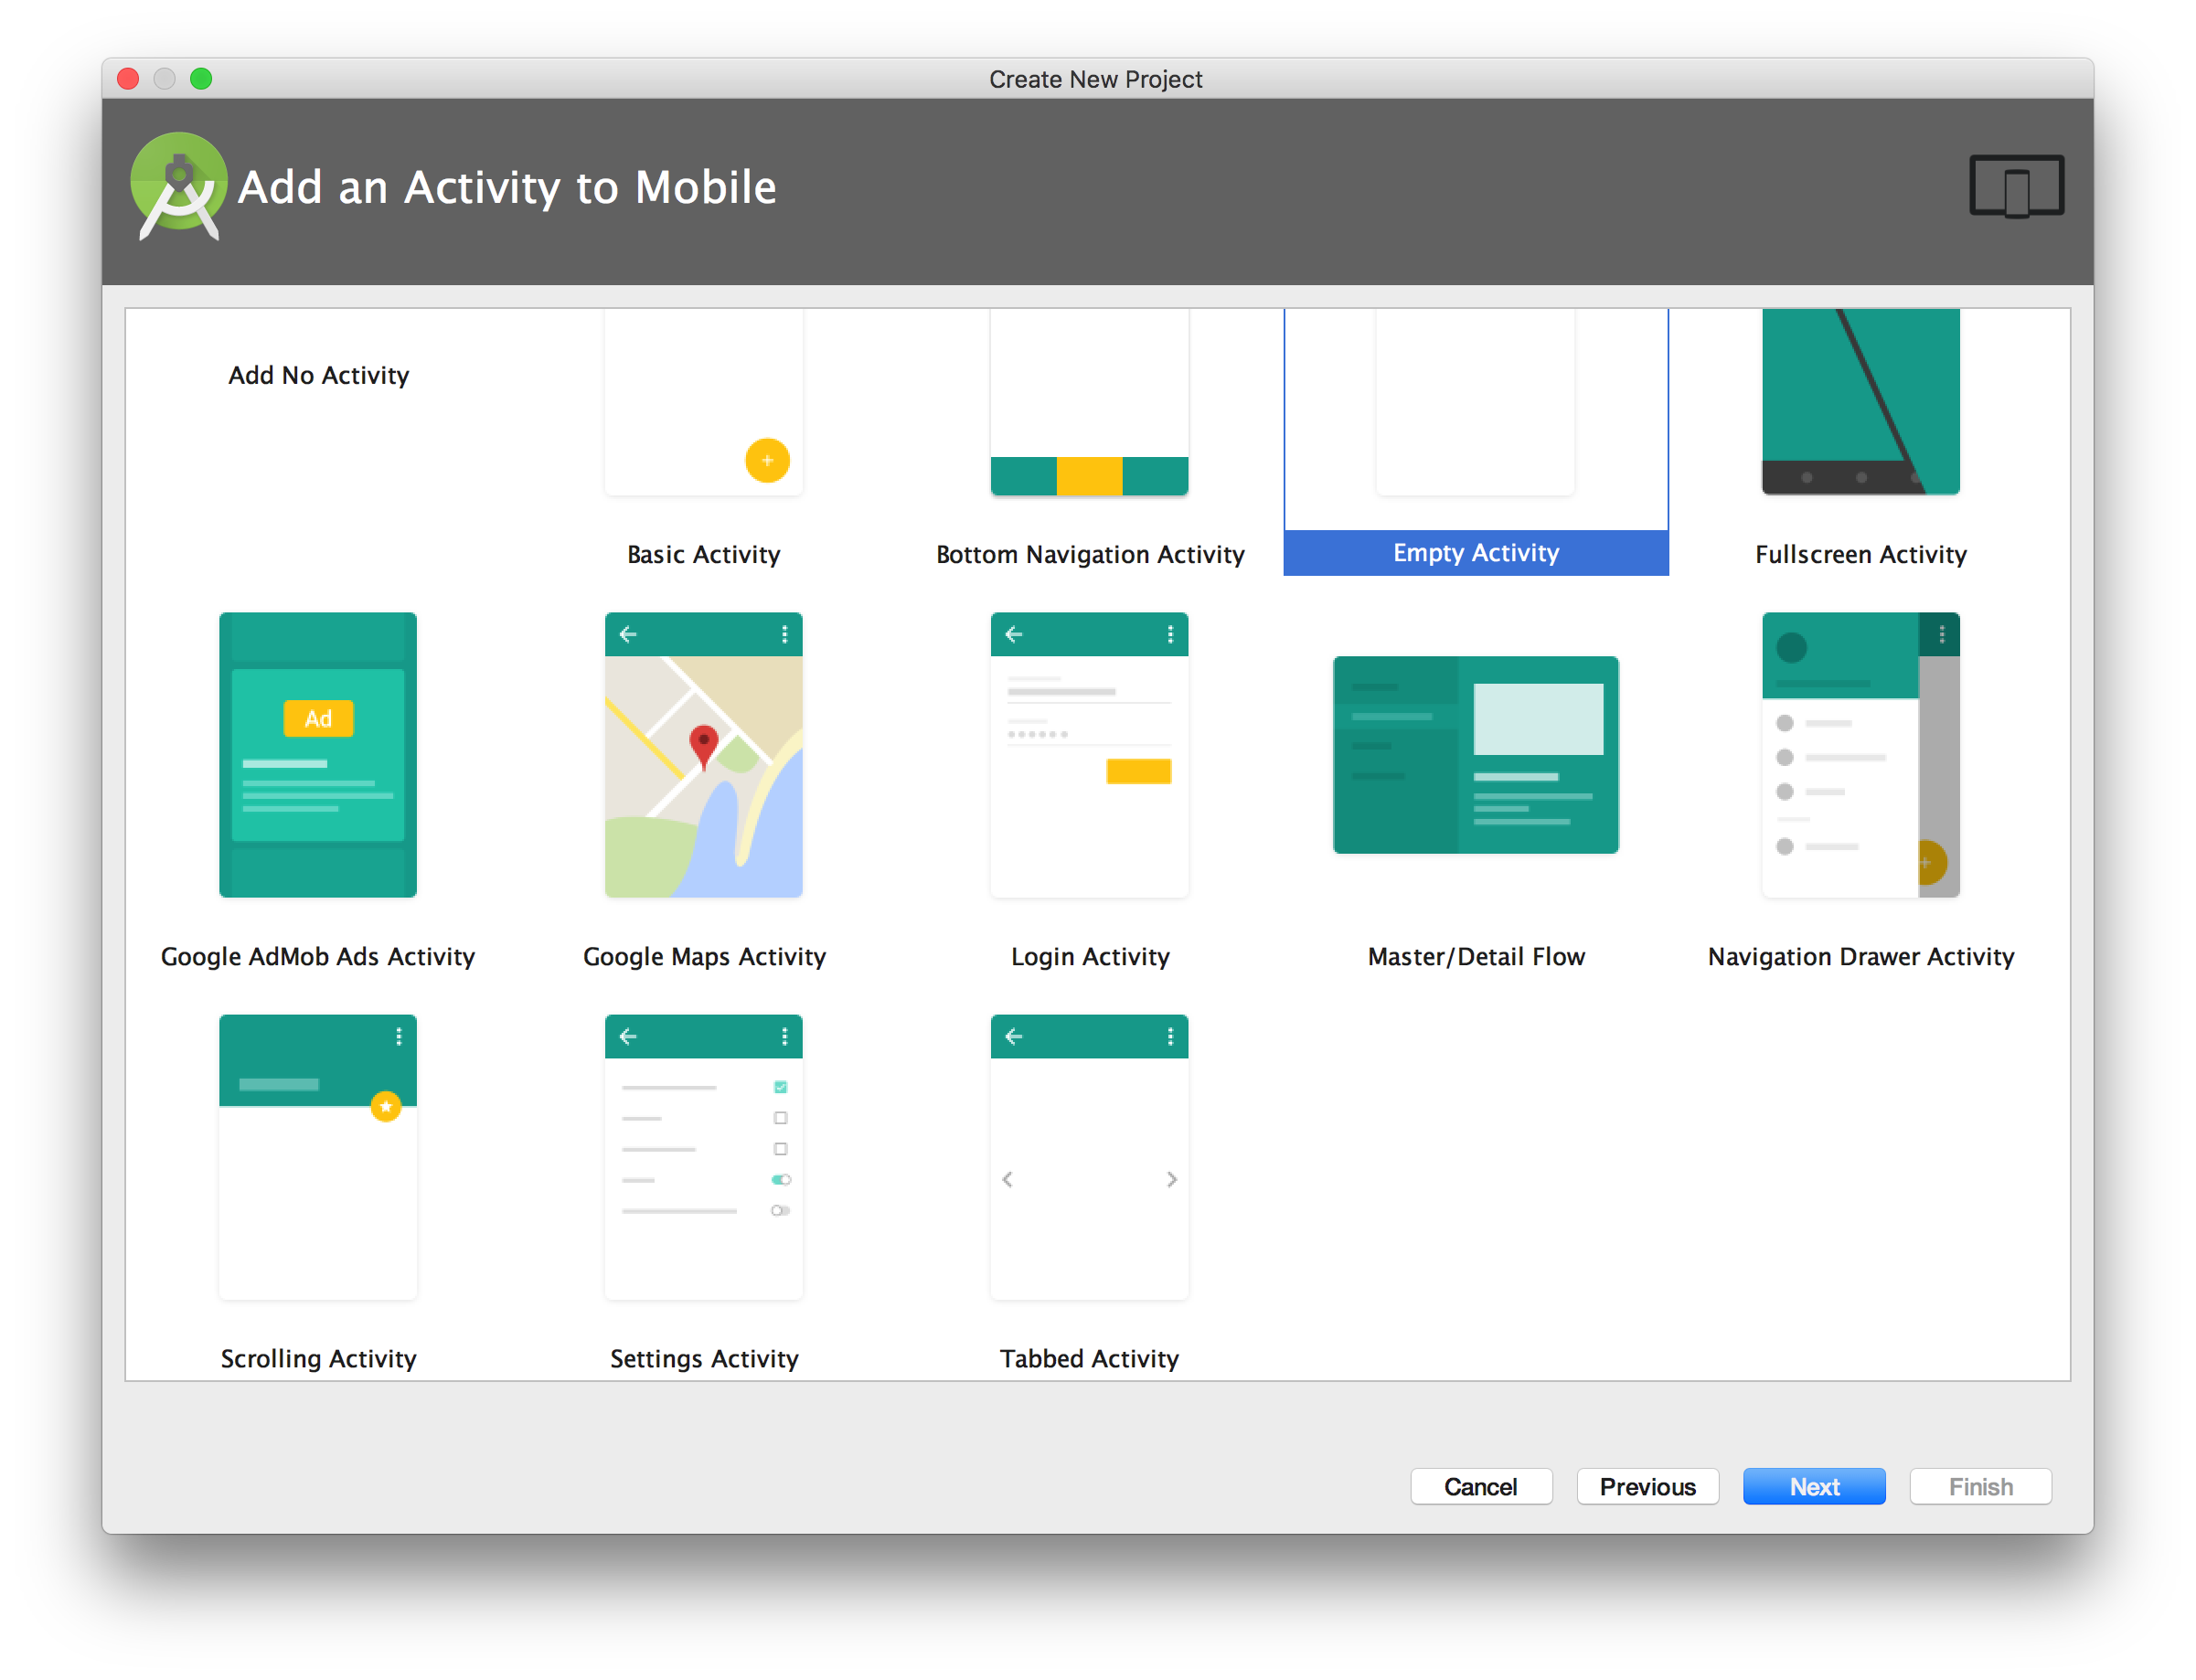 Create New Project
Add an Activity to Mobile
Add No Activity
Basic Activity
Bottom Navigation Activity
Empty Activity
Fullscreen Activity
Ad
Google AdMob Ads Activity
Google Maps Activity
Login Activity
Master/Detail Flow
Navigation Drawer Activity
Scrolling Activity
Settings Activity
Tabbed Activity
Cancel
Previous
Next
Finish